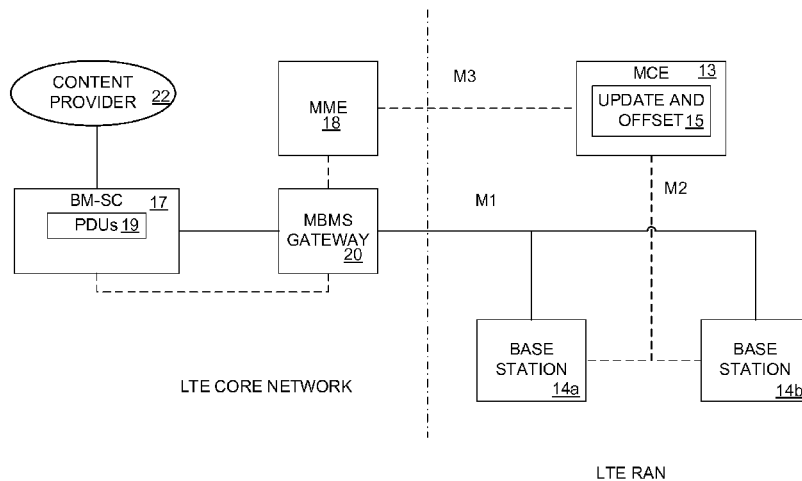 CONTENT
PROVIDER 22
MME
18
M3
MCE 13
UPDATE AND
OFFSET 15
BM-SC 17
PDUs 19
MBMS
GATEWAY
20
M1
M2
BASE
STATION
14a
BASE
STATION
14b
LTE CORE NETWORK
LTE RAN